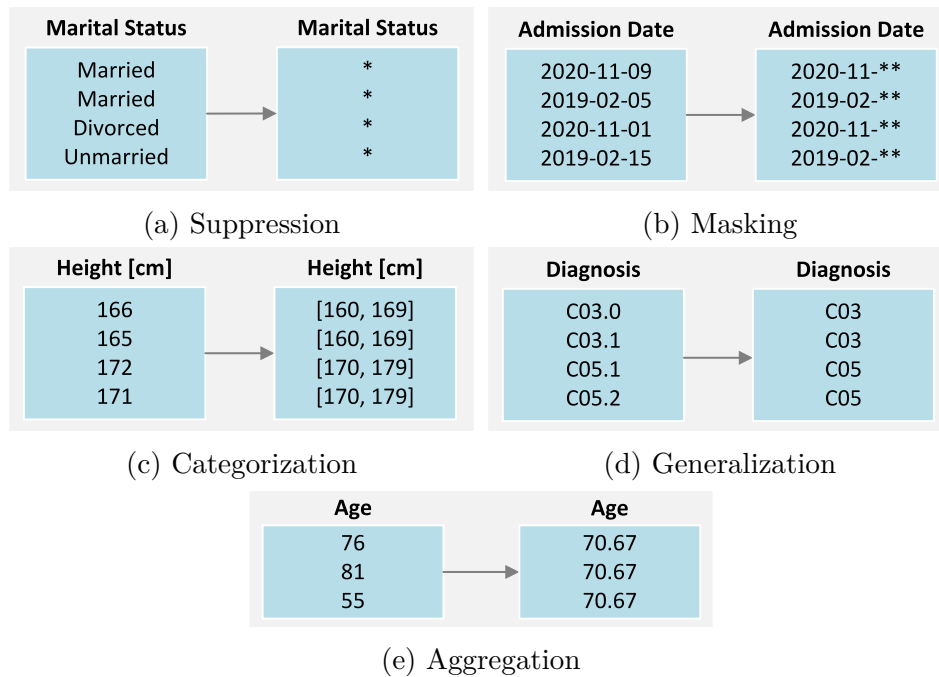 Marital Status
Married
Married
Divorced
Unmarried
Marital Status
*
*
*
*
(a) Suppression
Admission Date
2020-11-09
2019-02-05
2020-11-01
2019-02-15
Admission Date
2020-11-**
2019-02-**
2020-11-**
2019-02-**
(b) Masking
Height [cm]
166
165
172
171
Height [cm]
[160, 169]
[160, 169]
[170, 179]
[170, 179]
(c) Categorization
Diagnosis
C03.0
C03.1
C05.1
C05.2
Diagnosis
C03
C03
C05
C05
(d) Generalization
Age
76
81
55
Age
70.67
70.67
70.67
(e) Aggregation